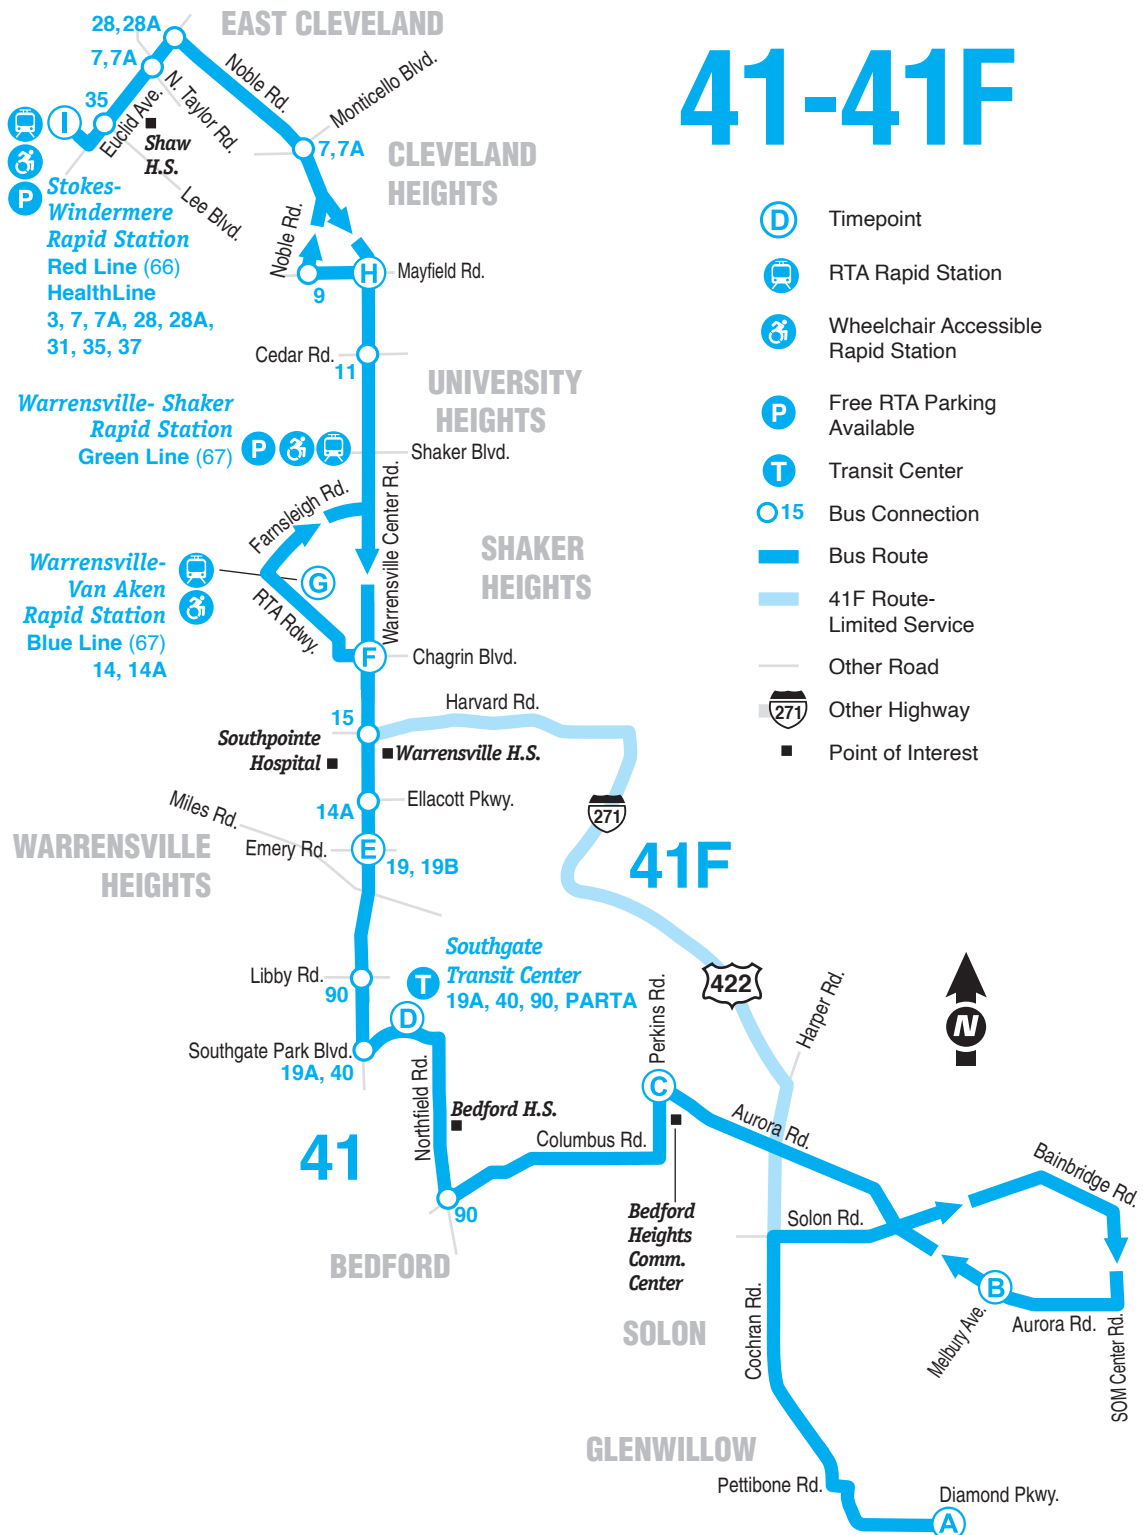 28, 28A
EAST CLEVELAND
7, 7A
Noble Rd.
Monticello Blvd.
41-41F
35
N. Taylor Rd.
Euclid Ave.
I
Shaw
H.S.
7, 7A
CLEVELAND
HEIGHTS
P
Stokes-
Windermere
Rapid Station
Red Line (66)
HealthLine
3, 7, 7A, 28, 28A,
31, 35, 37
Lee Blvd.
Noble Rd.
H
Mayfield Rd.
9
Cedar Rd.
11
UNIVERSITY
HEIGHTS
Warrensville- Shaker
Rapid Station
Green Line (67)
P
Shaker Blvd.
Warrensville Center Rd.
Farnsleigh Rd.
SHAKER
HEIGHTS
Warrensville-
Van Aken
Rapid Station
Blue Line (67)
14, 14A
G
RTA Rdwy.
F
Chagrin Blvd.
D
Timepoint
RTA Rapid Station
Wheelchair Accessible
Rapid Station
P
Free RTA Parking
Available
T
Transit Center
15
Bus Connection
Bus Route
41F Route-
Limited Service
Other Road
271
Other Highway
Point of Interest
Harvard Rd.
15
Southpointe
Hospital
Warrensville H.S.
14A
Ellacott Pkwy.
271
Miles Rd.
WARRENSVILLE
HEIGHTS
Emery Rd.
E
19, 19B
41F
Southgate
Transit Center
19A, 40, 90, PARTA
T
Libby Rd.
90
D
422
Harper Rd.
Perkins Rd.
N
Southgate Park Blvd.
19A, 40
Northfield Rd.
C
Bedford H.S.
41
Columbus Rd.
Aurora Rd.
Bainbridge Rd.
90
Bedford
Heights
Comm.
Center
Solon Rd.
BEDFORD
B
SOLON
Cochran Rd.
Melbury Ave.
Aurora Rd.
SOM Center Rd.
GLENWILLOW
Pettibone Rd.
Diamond Pkwy.
A